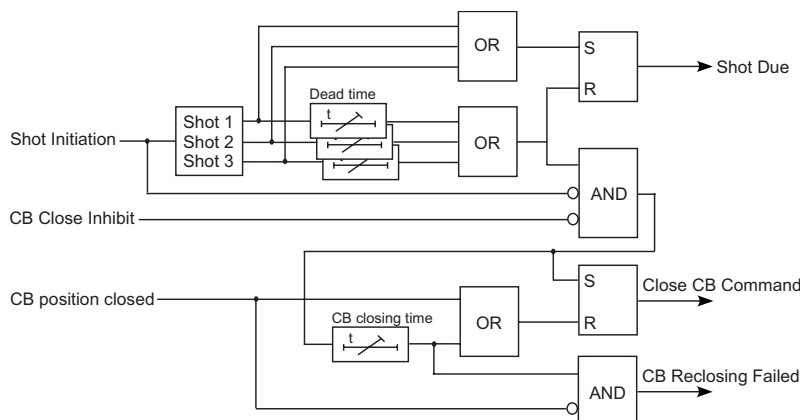 OR
S
R
Shot Due
Dead time
t
Shot Initiation
Shot 1
Shot 2
Shot 3
OR
AND
CB Close Inhibit
S
R
Close CB Command
CB position closed
CB closing time
t
OR
AND
CB Reclosing Failed